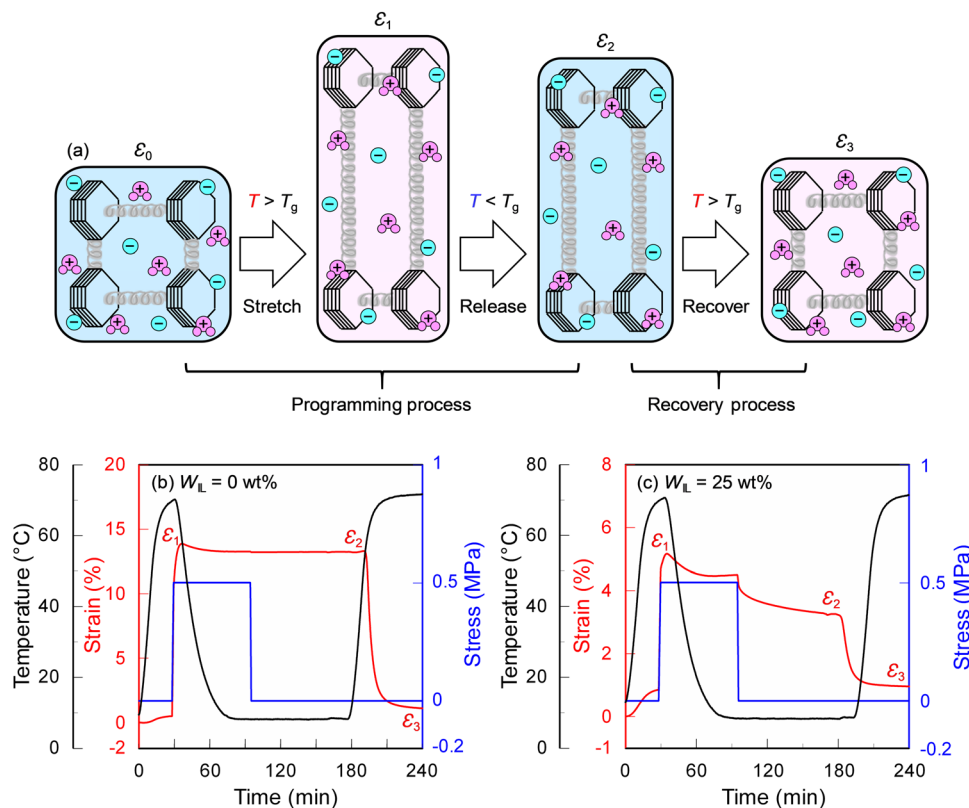 (a)
ε0
ε1
ε2
ε3
T > Tg
Stretch
T < Tg
Release
T > Tg
Recover
Programming process
Recovery process
(b) WIL = 0 wt%
Temperature (°C)
80
60
40
20
0
Strain (%)
20
15
10
5
0
-2
ε1
ε2
ε3
Stress (MPa)
1
0.5
0
-0.2
0
60
120
180
240
Time (min)
(c) WIL = 25 wt%
Temperature (°C)
80
60
40
20
0
Strain (%)
8
6
4
2
0
-1
ε1
ε2
ε3
Stress (MPa)
1
0.5
0
-0.2
0
60
120
180
240
Time (min)